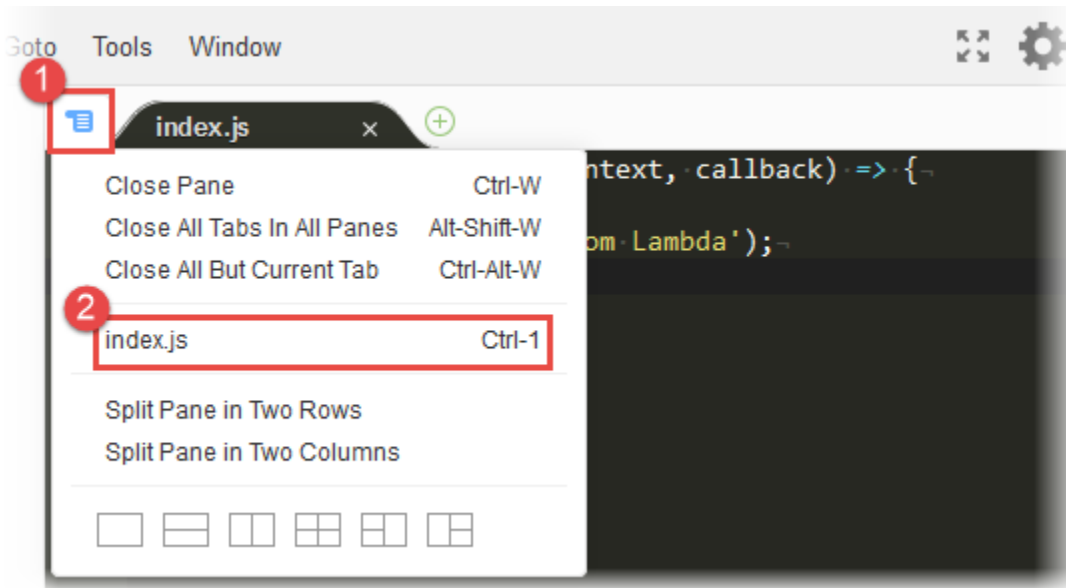 Goto Tools Window
1
index.js ×
ntext, callback) => {¬
Close Pane Ctrl-W
Close All Tabs In All Panes Alt-Shift-W
om·Lambda');¬
Close All But Current Tab Ctrl-Alt-W
2
index.js Ctrl-1
Split Pane in Two Rows
Split Pane in Two Columns